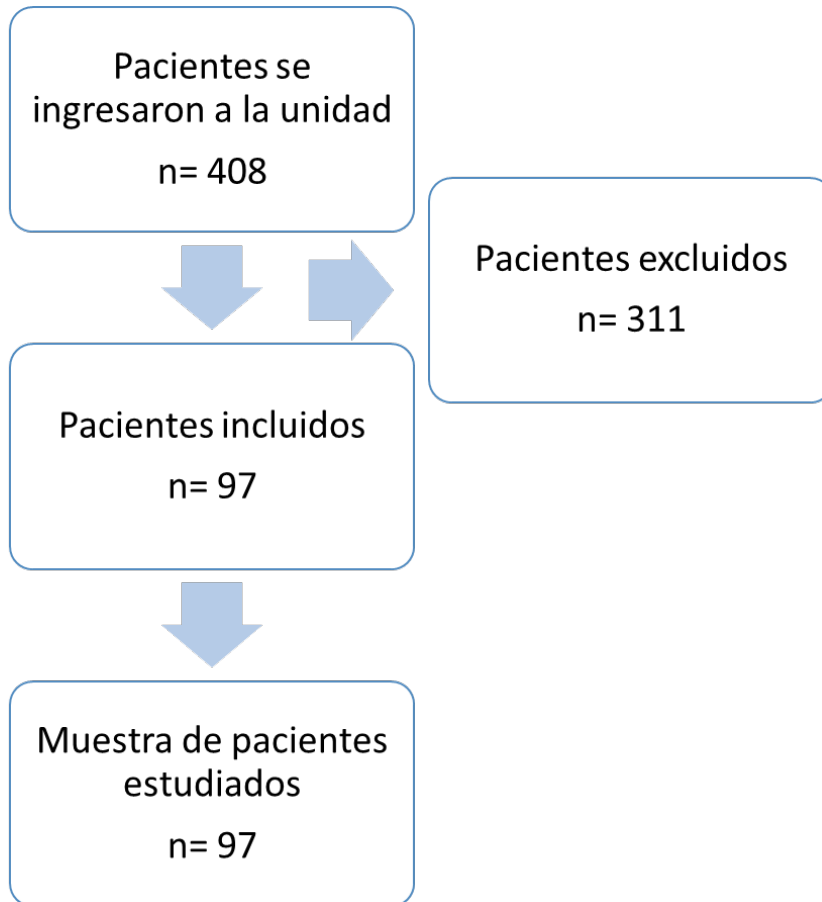 Pacientes se
ingresaron a la unidad
n= 408
Pacientes excluidos
n= 311
Pacientes incluidos
n= 97
Muestra de pacientes
estudiados
n= 97